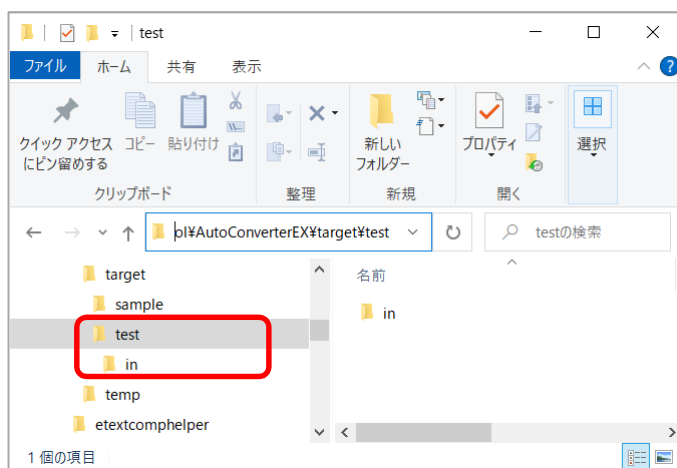 test
ファイル ホーム 共有 表示
クイック アクセス
にピン留めする
コピー 貼り付け
新しい
フォルダー
プロパティ 選択
クリップボード 整理 新規 開く
ol¥AutoConverterEX¥target¥test testの検索
target 名前
sample in
test
in
temp
etextcomphelper
1 個の項目